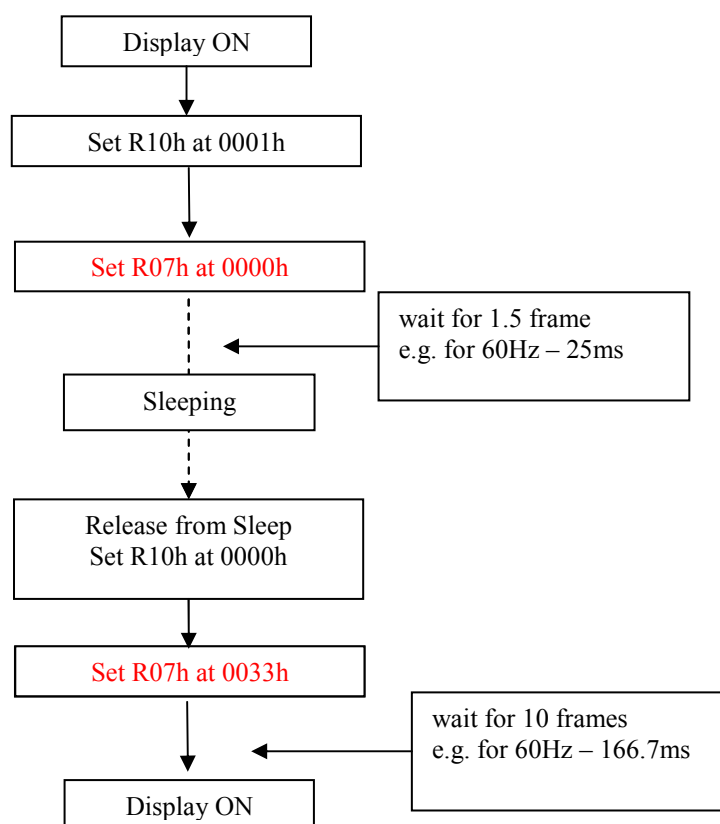 Display ON
Set R10h at 0001h
Set R07h at 0000h
wait for 1.5 frame
e.g. for 60Hz – 25ms
Sleeping
Release from Sleep
Set R10h at 0000h
Set R07h at 0033h
wait for 10 frames
e.g. for 60Hz – 166.7ms
Display ON